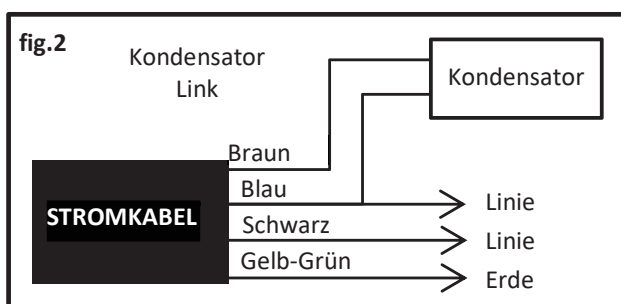 fig.2
Kondensator
Link
Kondensator
Braun
Blau
Linie
STROMKABEL
Schwarz
Linie
Gelb-Grün
Erde